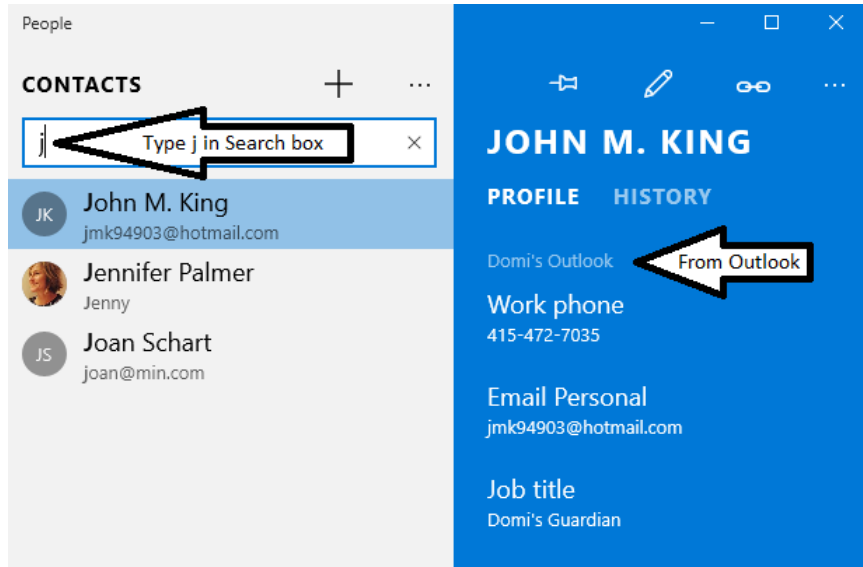 People
CONTACTS
j
Type j in Search box
JK
John M. King
jmk94903@hotmail.com
Jennifer Palmer
Jenny
JS
Joan Schart
joan@min.com
JOHN M. KING
PROFILE HISTORY
Domi's Outlook
From Outlook
Work phone
415-472-7035
Email Personal
jmk94903@hotmail.com
Job title
Domi's Guardian